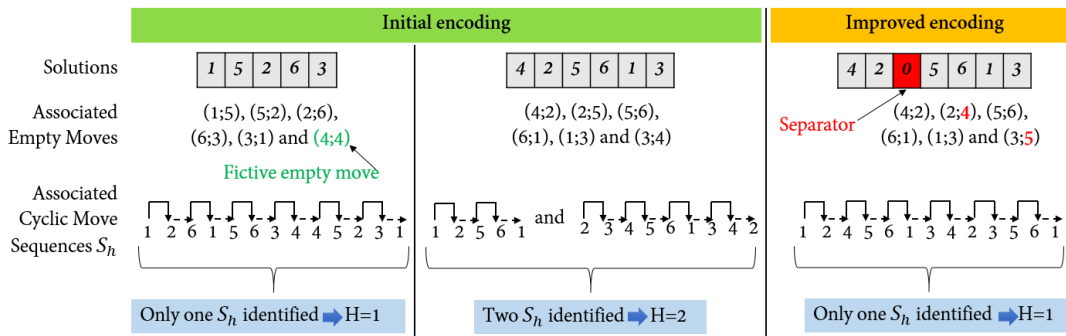 Initial encoding
Improved encoding
Solutions
1 5 2 6 3
4 2 5 6 1 3
4 2 0 5 6 1 3
Associated
Empty Moves
(1;5), (5;2), (2;6),
(6;3), (3;1) and (4;4)
Fictive empty move
(4;2), (2;5), (5;6),
(6;1), (1;3) and (3;4)
Separator
(4;2), (2;4), (5;6),
(6;1), (1;3) and (3;5)
Associated
Cyclic Move
Sequences S_h
1 2 6 1 5 6 3 4 4 5 2 3 1
1 2 5 6 1
and
2 3 4 5 6 1 3 4 2
1 2 4 5 6 1 3 4 2 3 5 6 1
Only one S_h identified ➡ H=1
Two S_h identified ➡ H=2
Only one S_h identified ➡ H=1